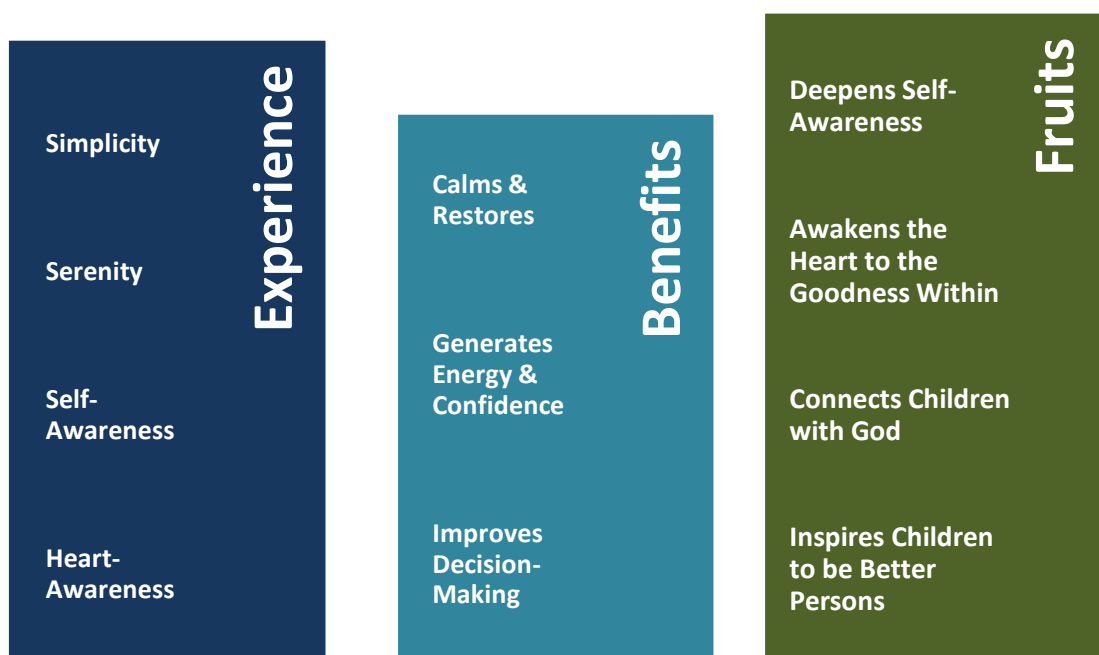 Experience
Simplicity
Serenity
Self-
Awareness
Heart-
Awareness
Benefits
Calms &
Restores
Generates
Energy &
Confidence
Improves
Decision-
Making
Fruits
Deepens Self-
Awareness
Awakens the
Heart to the
Goodness Within
Connects Children
with God
Inspires Children
to be Better
Persons